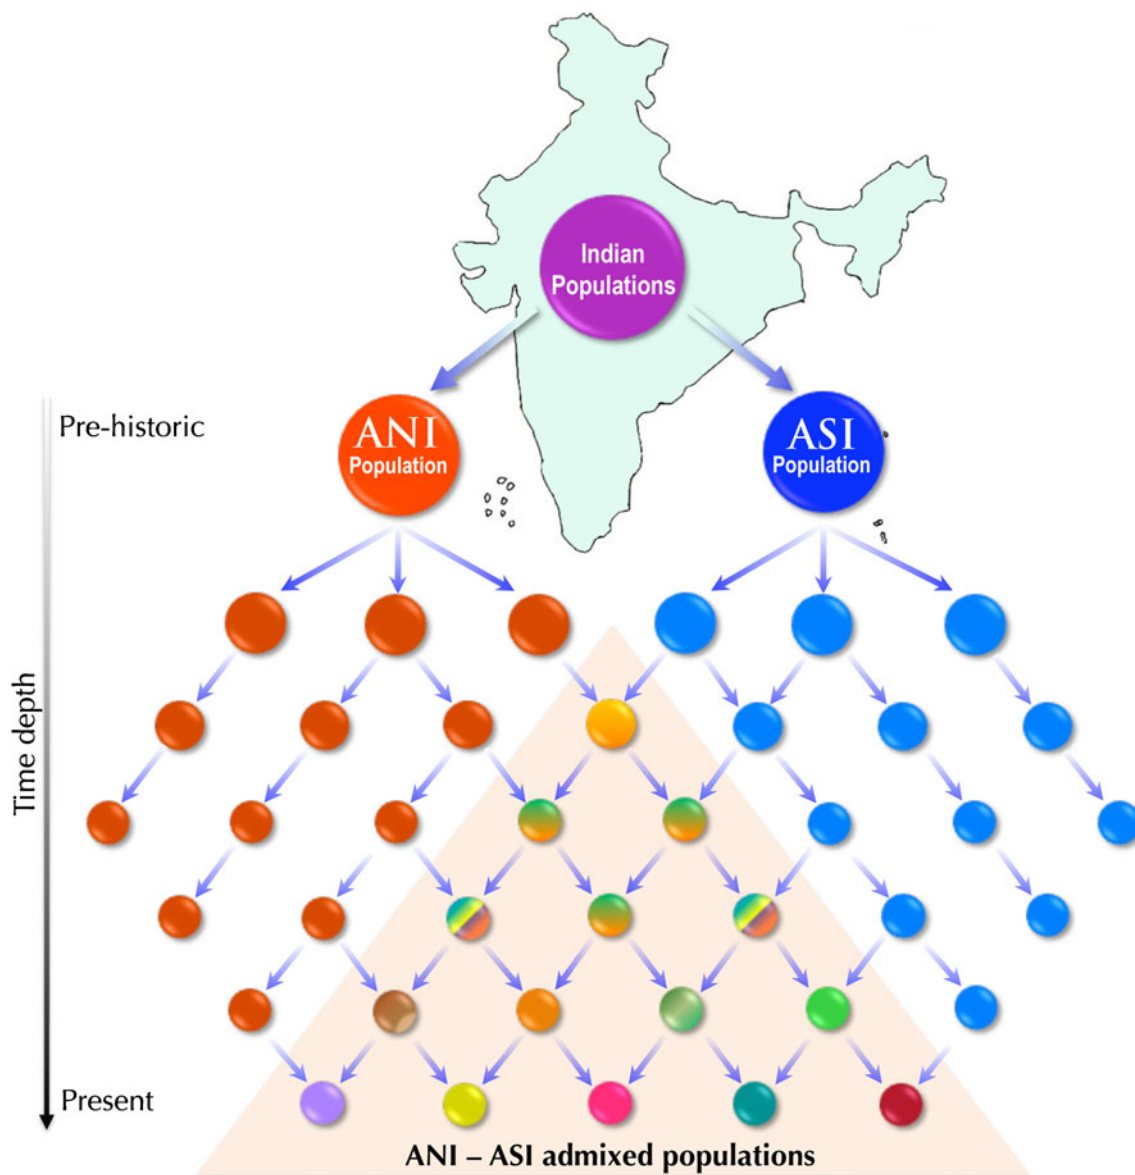 Indian
Populations
Pre-historic
ANI
Population
ASI
Population
Time depth
Present
ANI – ASI admixed populations